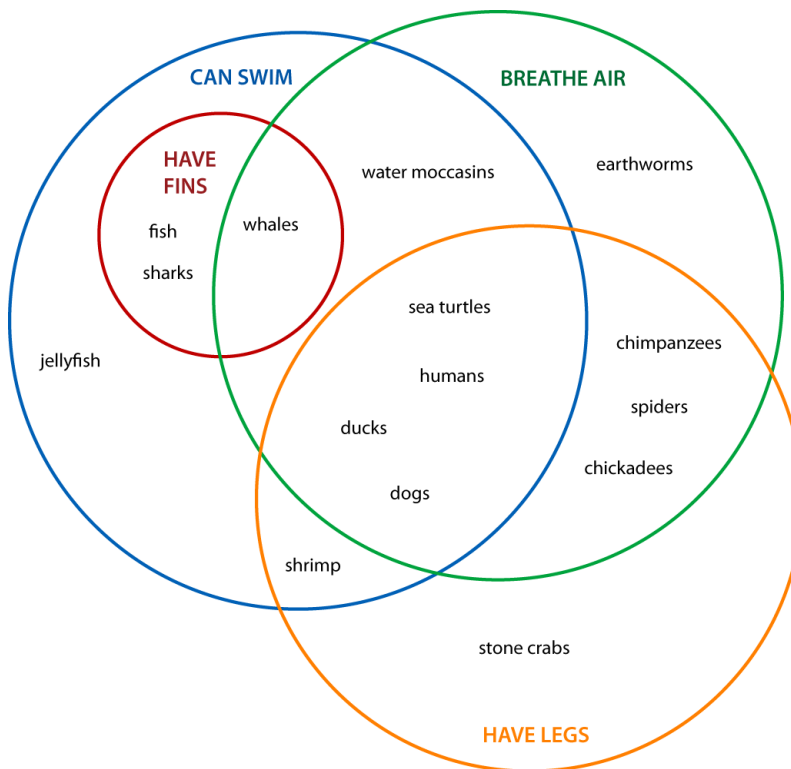 CAN SWIM
BREATHE AIR
HAVE
FINS
water moccasins
earthworms
whales
fish
sharks
sea turtles
chimpanzees
jellyfish
humans
spiders
ducks
chickadees
dogs
shrimp
stone crabs
HAVE LEGS